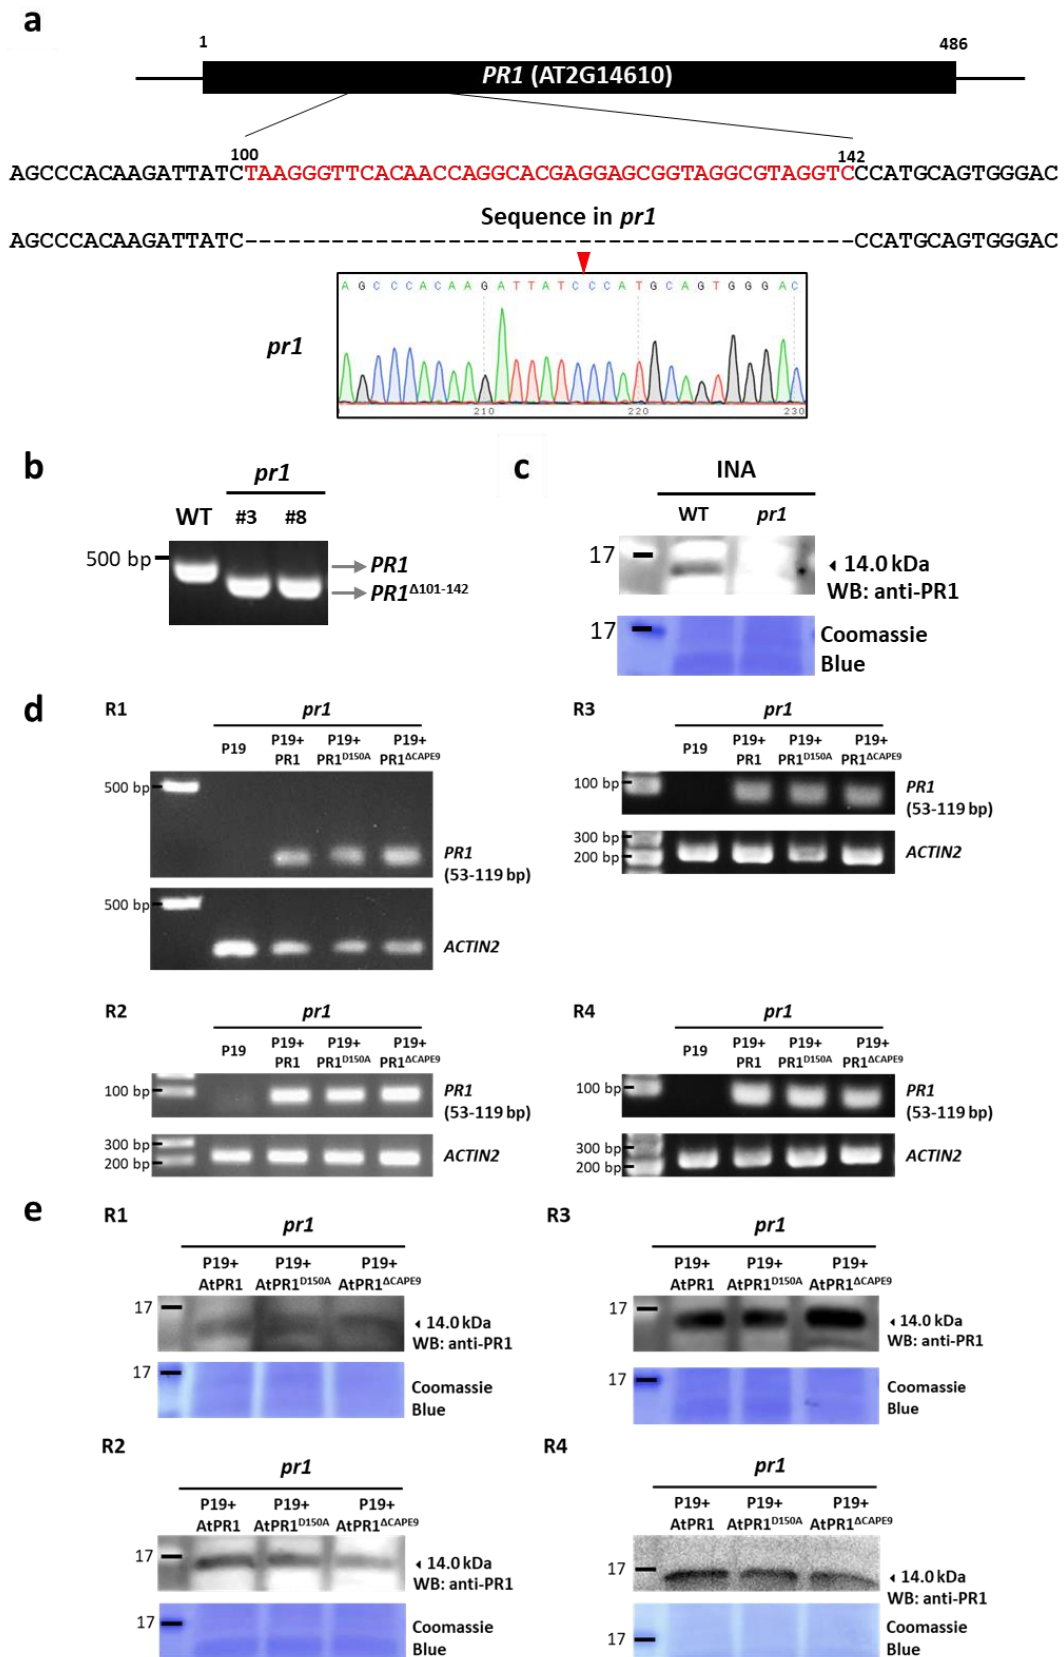 a
1 486
PR1 (AT2G14610)
100 142
AGCCCACAAGATTATCTAAGGGTTCACAACCAGGCACGAGGAGCGGTAGGCGTAGGTCCCCATGCAGTGGGAC
Sequence in pr1
AGCCCACAAGATTATC----------------------------------------CCATGCAGTGGGAC
AGCCCACAAGATTATCCCATGCAGTGGGAC
pr1
210 220 230
b
pr1
WT #3 #8
500 bp
PR1
PR1Δ101-142
c
INA
WT pr1
17
14.0 kDa
WB: anti-PR1
17
Coomassie
Blue
d
R1
pr1
P19 P19+ PR1 P19+ PR1D150A P19+ PR1ΔCAPE9
500 bp
PR1
(53-119 bp)
500 bp
ACTIN2
R3
pr1
P19 P19+ PR1 P19+ PR1D150A P19+ PR1ΔCAPE9
100 bp
PR1
(53-119 bp)
300 bp
200 bp
ACTIN2
R2
pr1
P19 P19+ PR1 P19+ PR1D150A P19+ PR1ΔCAPE9
100 bp
PR1
(53-119 bp)
300 bp
200 bp
ACTIN2
R4
pr1
P19 P19+ PR1 P19+ PR1D150A P19+ PR1ΔCAPE9
100 bp
PR1
(53-119 bp)
300 bp
200 bp
ACTIN2
e
R1
pr1
P19+ AtPR1 P19+ AtPR1D150A P19+ AtPR1ΔCAPE9
17
14.0 kDa
WB: anti-PR1
17
Coomassie
Blue
R3
pr1
P19+ AtPR1 P19+ AtPR1D150A P19+ AtPR1ΔCAPE9
17
14.0 kDa
WB: anti-PR1
17
Coomassie
Blue
R2
pr1
P19+ AtPR1 P19+ AtPR1D150A P19+ AtPR1ΔCAPE9
17
14.0 kDa
WB: anti-PR1
17
Coomassie
Blue
R4
pr1
P19+ AtPR1 P19+ AtPR1D150A P19+ AtPR1ΔCAPE9
17
14.0 kDa
WB: anti-PR1
17
Coomassie
Blue